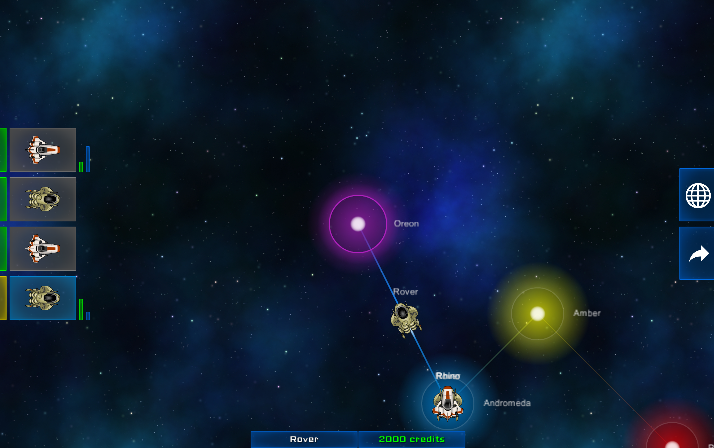 Oreon
Rover
Amber
Rhino
Andromeda
Rover
2000 credits